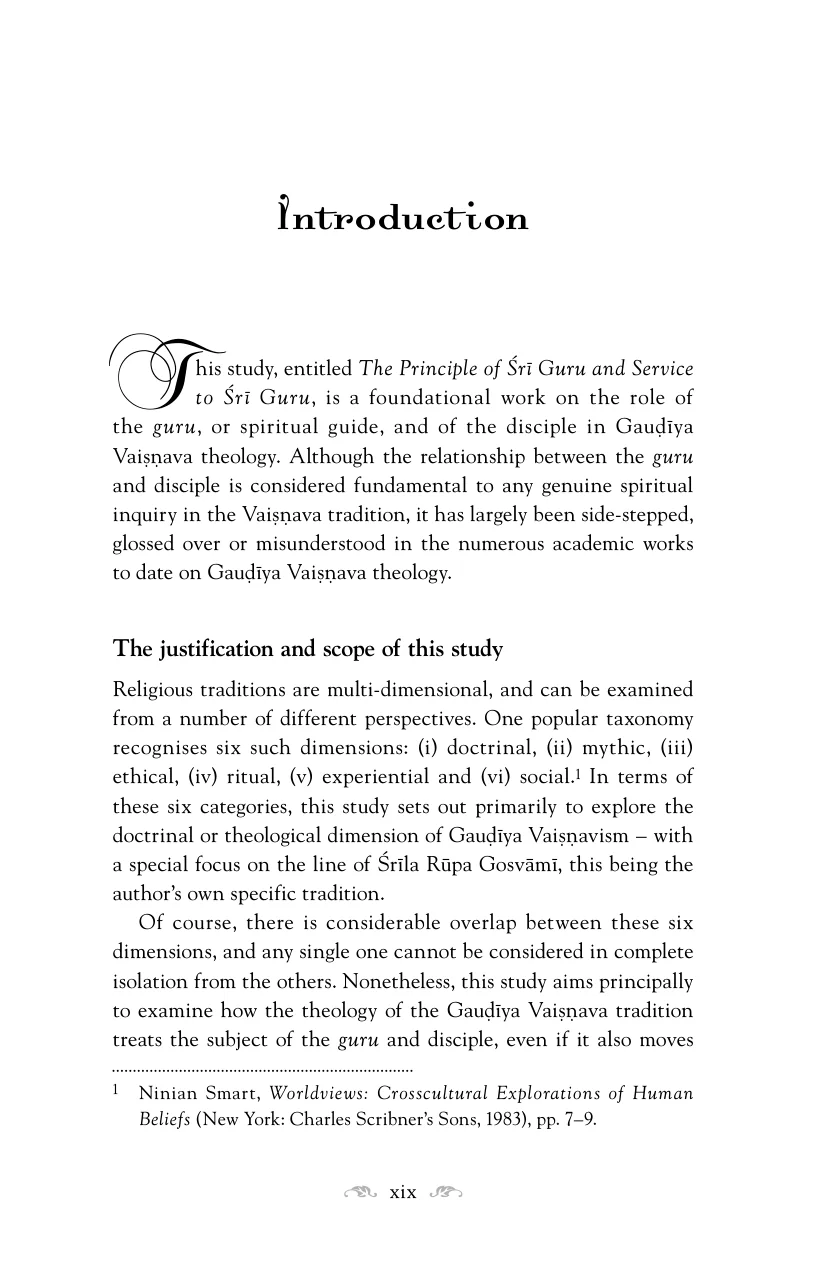 Introduction
This study, entitled The Principle of Śrī Guru and Service
to Śrī Guru, is a foundational work on the role of
the guru, or spiritual guide, and of the disciple in Gauḍīya
Vaiṣṇava theology. Although the relationship between the guru
and disciple is considered fundamental to any genuine spiritual
inquiry in the Vaiṣṇava tradition, it has largely been side-stepped,
glossed over or misunderstood in the numerous academic works
to date on Gauḍīya Vaiṣṇava theology.
The justification and scope of this study
Religious traditions are multi-dimensional, and can be examined
from a number of different perspectives. One popular taxonomy
recognises six such dimensions: (i) doctrinal, (ii) mythic, (iii)
ethical, (iv) ritual, (v) experiential and (vi) social.¹ In terms of
these six categories, this study sets out primarily to explore the
doctrinal or theological dimension of Gauḍīya Vaiṣṇavism – with
a special focus on the line of Śrīla Rūpa Gosvāmī, this being the
author's own specific tradition.
Of course, there is considerable overlap between these six
dimensions, and any single one cannot be considered in complete
isolation from the others. Nonetheless, this study aims principally
to examine how the theology of the Gauḍīya Vaiṣṇava tradition
treats the subject of the guru and disciple, even if it also moves
1 Ninian Smart, Worldviews: Crosscultural Explorations of Human
Beliefs (New York: Charles Scribner's Sons, 1983), pp. 7–9.
xix